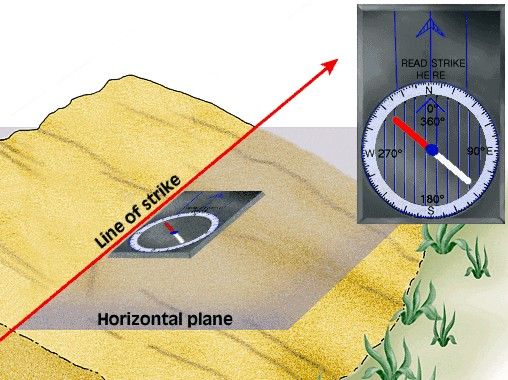 READ STRIKE
HERE
N
0°
360°
W 270°
90° E
180°
S
Line of strike
Horizontal plane